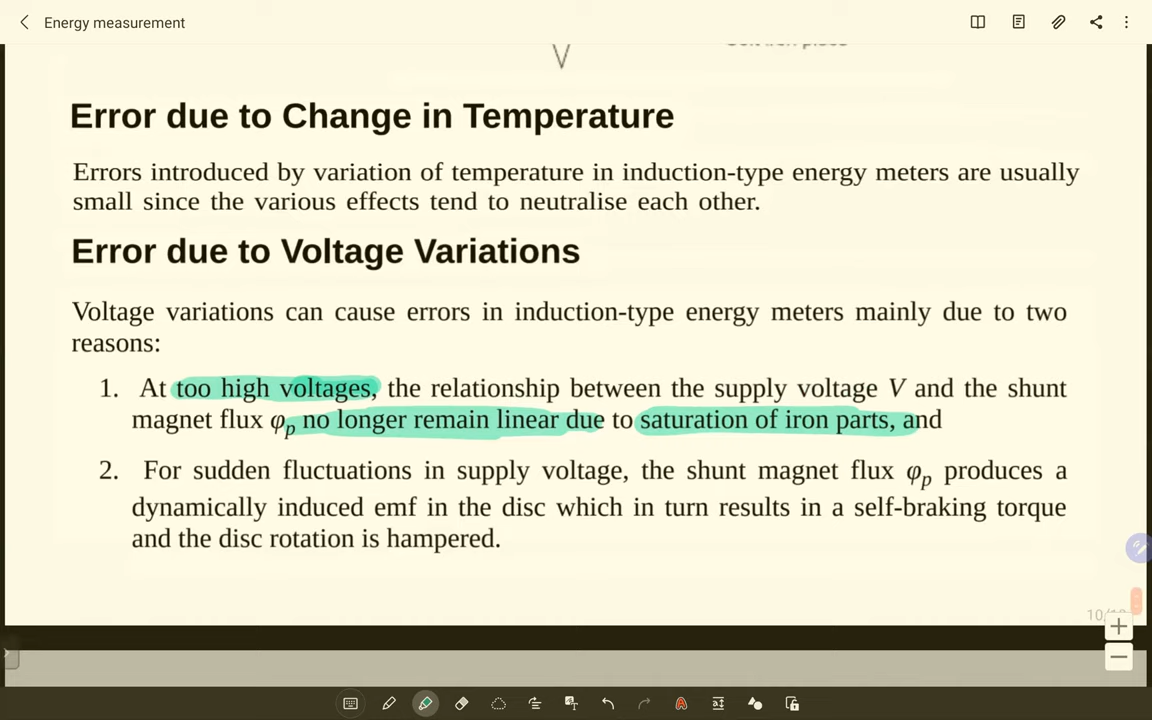 Energy measurement
Error due to Change in Temperature
Errors introduced by variation of temperature in induction-type energy meters are usually
small since the various effects tend to neutralise each other.
Error due to Voltage Variations
Voltage variations can cause errors in induction-type energy meters mainly due to two
reasons:
1. At too high voltages, the relationship between the supply voltage V and the shunt
magnet flux φp no longer remain linear due to saturation of iron parts, and
2. For sudden fluctuations in supply voltage, the shunt magnet flux φp produces a
dynamically induced emf in the disc which in turn results in a self-braking torque
and the disc rotation is hampered.